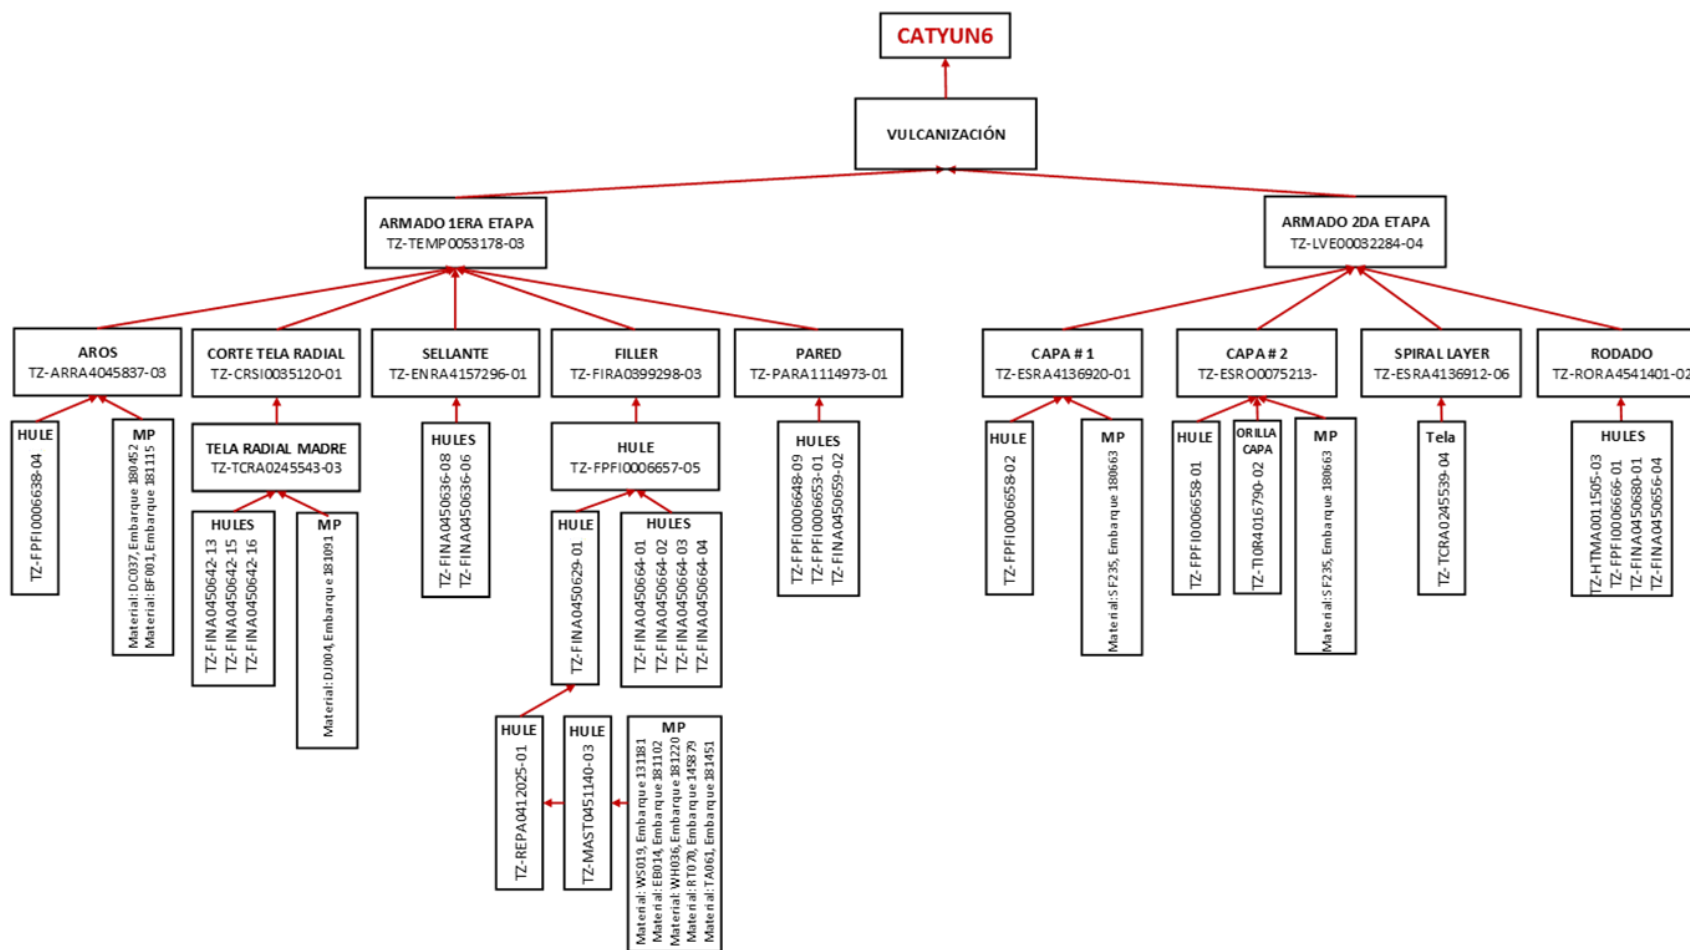 CATYUN6
VULCANIZACIÓN
ARMADO 1ERA ETAPA
TZ-TEMP0053178-03
ARMADO 2DA ETAPA
TZ-LVE00032284-04
AROS
TZ-ARRA4045837-03
CORTE TELA RADIAL
TZ-CRSI0035120-01
SELLANTE
TZ-ENRA4157296-01
FILLER
TZ-FIRA0399298-03
PARED
TZ-PARA1114973-01
CAPA # 1
TZ-ESRA4136920-01
CAPA # 2
TZ-ESRO0075213-
SPIRAL LAYER
TZ-ESRA4136912-06
RODADO
TZ-RORA4541401-02
HULE
TZ-FPFI0006638-04
MP
Material: DC037, Embarque 180452
Material: BF001, Embarque 181115
TELA RADIAL MADRE
TZ-TCRA0245543-03
HULES
TZ-FINA0450642-13
TZ-FINA0450642-15
TZ-FINA0450642-16
MP
Material: DJ004, Embarque 181091
HULES
TZ-FINA0450636-08
TZ-FINA0450636-06
HULE
TZ-FPFI0006657-05
HULE
TZ-FINA0450629-01
HULES
TZ-FINA0450664-01
TZ-FINA0450664-02
TZ-FINA0450664-03
TZ-FINA0450664-04
HULE
TZ-REPA0412025-01
HULE
TZ-MAST0451140-03
MP
Material: WS019, Embarque 131181
Material: EB014, Embarque 181102
Material: WH036, Embarque 181220
Material: RT070, Embarque 145879
Material: TA061, Embarque 181451
HULES
TZ-FPFI0006648-09
TZ-FPFI0006653-01
TZ-FINA0450659-02
HULE
TZ-FPFI0006658-02
MP
Material: SF235, Embarque 180663
HULE
TZ-FPFI0006658-01
ORILLA
CAPA
TZ-TI0R4016790-02
MP
Material: SF235, Embarque 180663
Tela
TZ-TCRA0245539-04
HULES
TZ-HTMA0011505-03
TZ-FPFI0006666-01
TZ-FINA0450680-01
TZ-FINA0450656-04